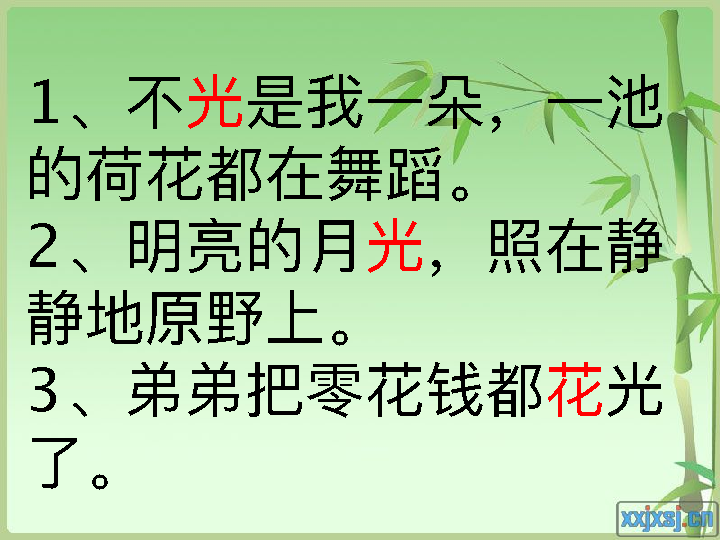 1、不光是我一朵，一池
的荷花都在舞蹈。
2、明亮的月光，照在静
静地原野上。
3、弟弟把零花钱都花光
了。
xxjxsj.cn